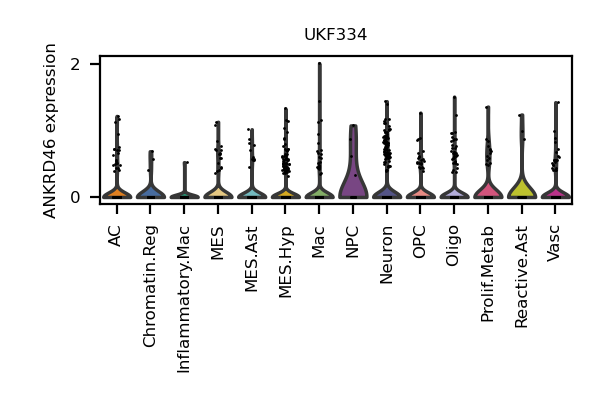 UKF334
ANKRD46 expression
2
0
AC
Chromatin.Reg
Inflammatory.Mac
MES
MES.Ast
MES.Hyp
Mac
NPC
Neuron
OPC
Oligo
Prolif.Metab
Reactive.Ast
Vasc